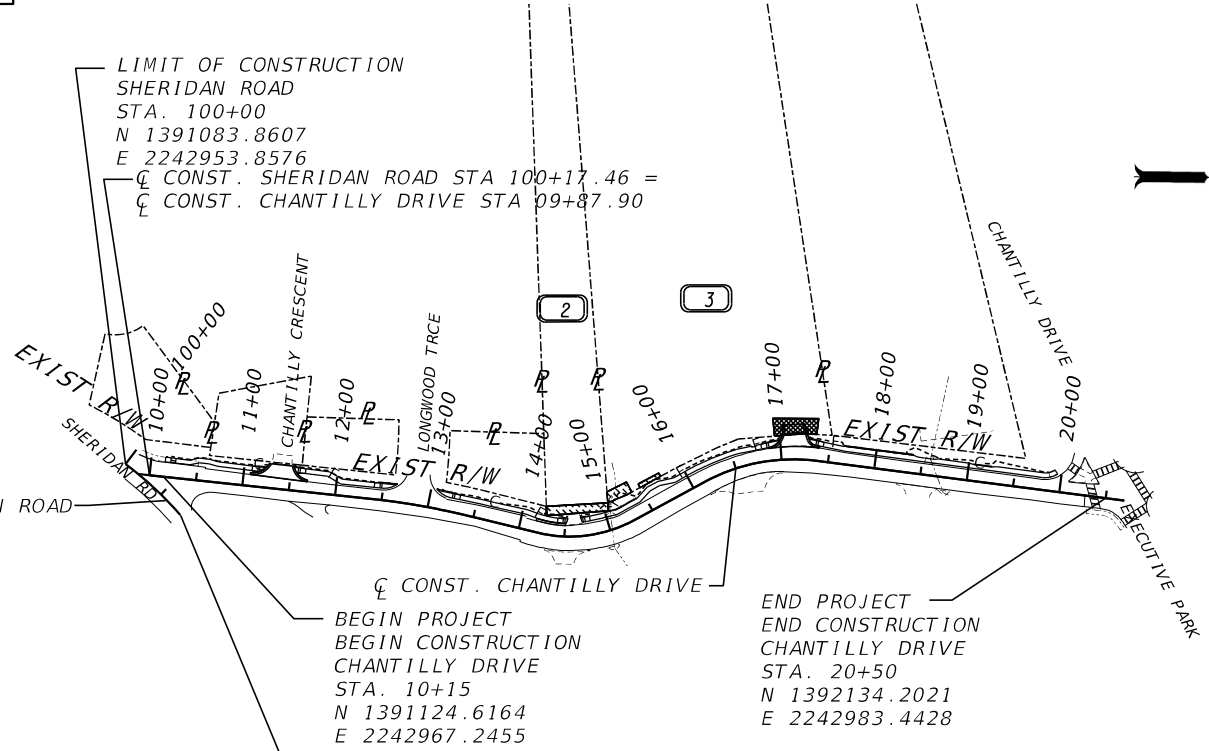 LIMIT OF CONSTRUCTION
SHERIDAN ROAD
STA. 100+00
N 1391083.8607
E 2242953.8576
℄ CONST. SHERIDAN ROAD STA 100+17.46 =
℄ CONST. CHANTILLY DRIVE STA 09+87.90
2
3
EXIST R/W
SHERIDAN RD
10+00
100+00
11+00
CHANTILLY CRESCENT
12+00
LONGWOOD TRCE
13+00
EXIST R/W
14+00
15+00
16+00
17+00
18+00
EXIST R/W
19+00
20+00
CHANTILLY DRIVE
EXECUTIVE PARK
ROAD
℄ CONST. CHANTILLY DRIVE
BEGIN PROJECT
BEGIN CONSTRUCTION
CHANTILLY DRIVE
STA. 10+15
N 1391124.6164
E 2242967.2455
END PROJECT
END CONSTRUCTION
CHANTILLY DRIVE
STA. 20+50
N 1392134.2021
E 2242983.4428